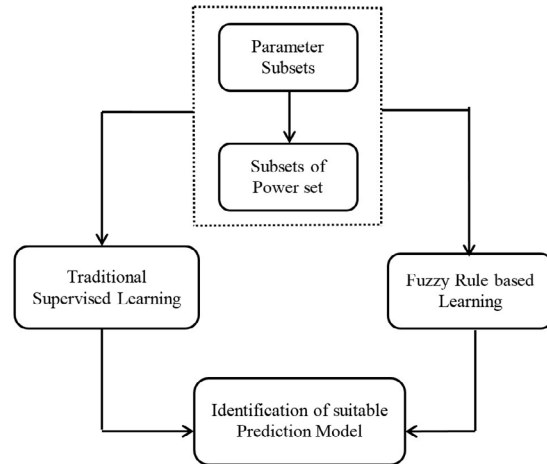 Parameter
Subsets
Subsets of
Power set
Traditional
Supervised Learning
Fuzzy Rule based
Learning
Identification of suitable
Prediction Model